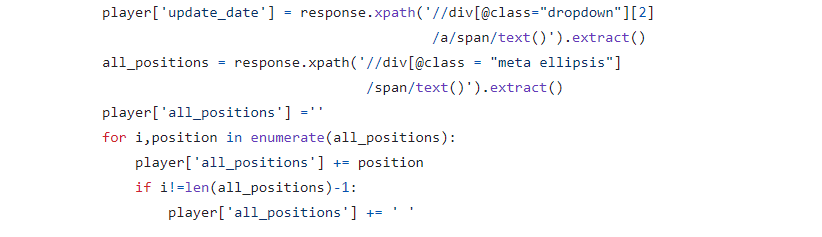 player['update_date'] = response.xpath('//div[@class="dropdown"][2]
/a/span/text()').extract()
all_positions = response.xpath('//div[@class = "meta ellipsis"]
/span/text()').extract()
player['all_positions'] =''
for i,position in enumerate(all_positions):
player['all_positions'] += position
if i!=len(all_positions)-1:
player['all_positions'] += ' '